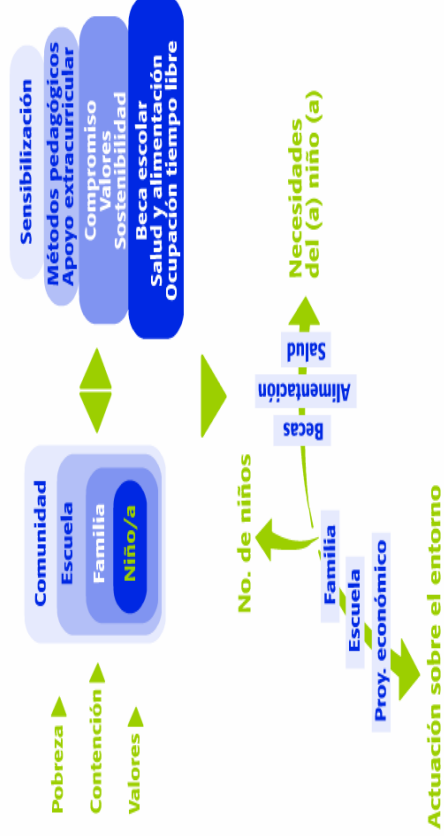 Pobreza
Contención
Valores
Comunidad
Escuela
Familia
Niño/a
Sensibilización
Métodos pedagógicos
Apoyo extracurricular
Compromiso
Valores
Sostenibilidad
Beca escolar
Salud y alimentación
Ocupación tiempo libre
No. de niños
Becas
Alimentación
Salud
Necesidades
del (a) niño (a)
Familia
Escuela
Proy. económico
Actuación sobre el entorno